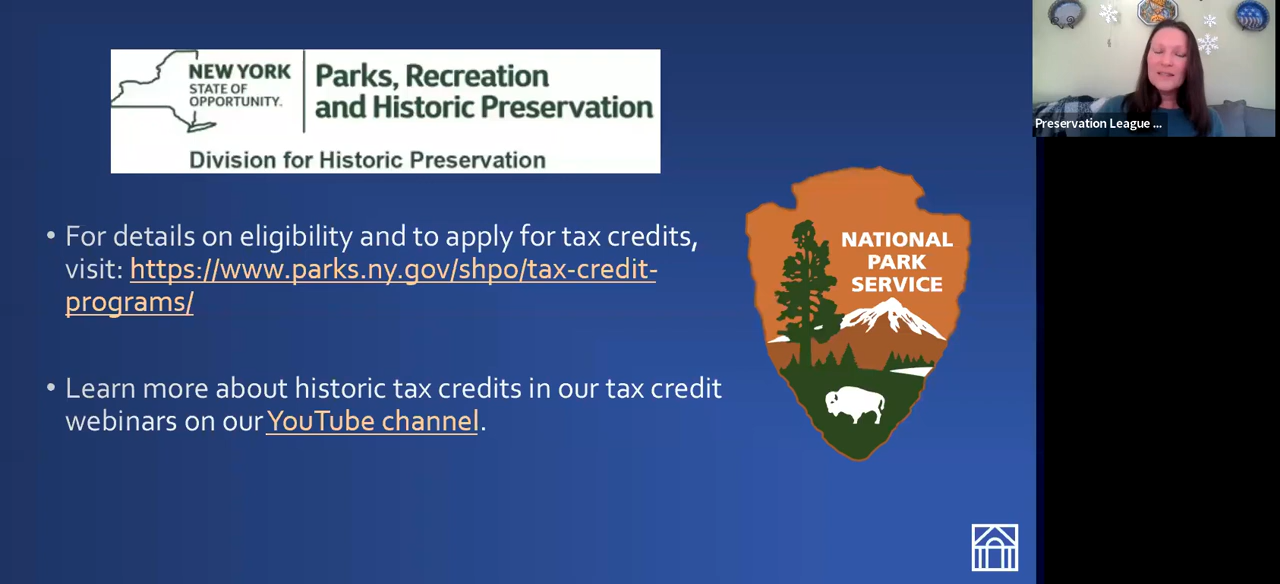 NEW YORK
STATE OF
OPPORTUNITY.
Parks, Recreation
and Historic Preservation
Division for Historic Preservation
• For details on eligibility and to apply for tax credits,
visit: https://www.parks.ny.gov/shpo/tax-credit-
programs/
• Learn more about historic tax credits in our tax credit
webinars on our YouTube channel.
NATIONAL
PARK
SERVICE
Preservation League ...